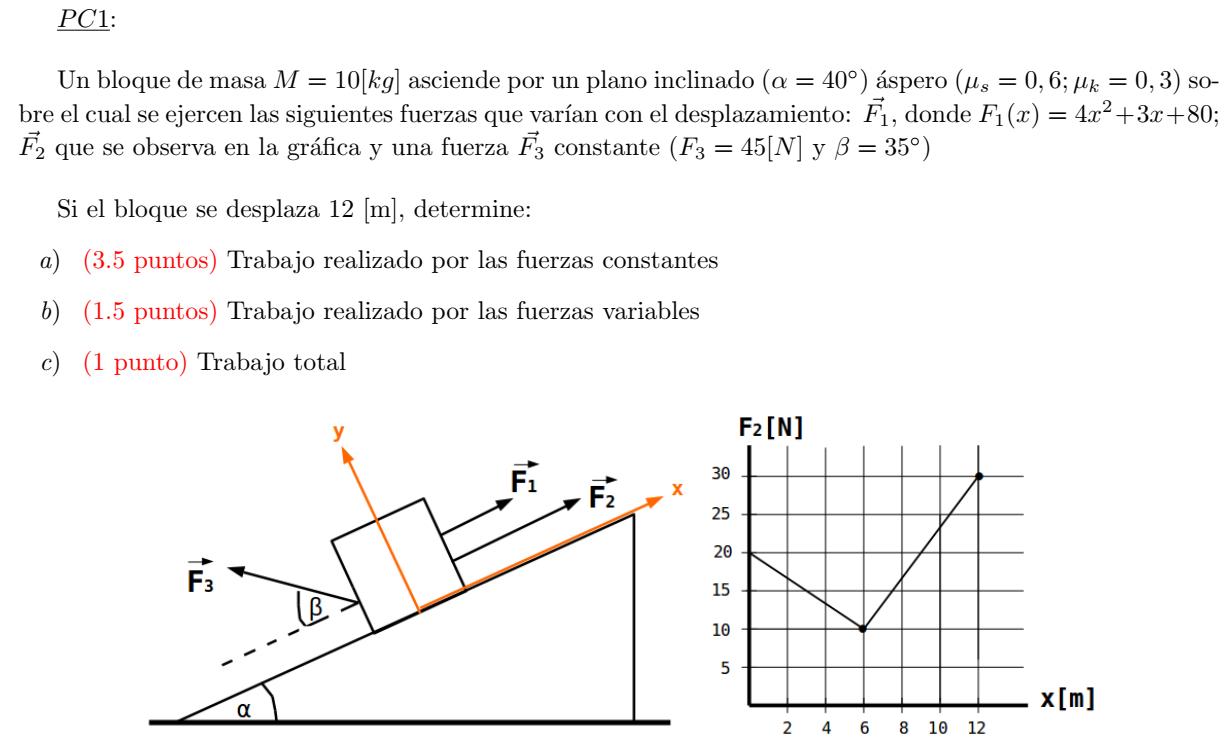 PC1:
Un bloque de masa M = 10[kg] asciende por un plano inclinado (α = 40°) áspero (μₛ = 0, 6; μₖ = 0, 3) so-
bre el cual se ejercen las siguientes fuerzas que varían con el desplazamiento: F⃗₁, donde F₁(x) = 4x²+3x+80;
F⃗₂ que se observa en la gráfica y una fuerza F⃗₃ constante (F₃ = 45[N] y β = 35°)
Si el bloque se desplaza 12 [m], determine:
a) (3.5 puntos) Trabajo realizado por las fuerzas constantes
b) (1.5 puntos) Trabajo realizado por las fuerzas variables
c) (1 punto) Trabajo total
y
F⃗₁
F⃗₂
x
F⃗₃
β
α
F₂[N]
30
25
20
15
10
5
x[m]
2 4 6 8 10 12